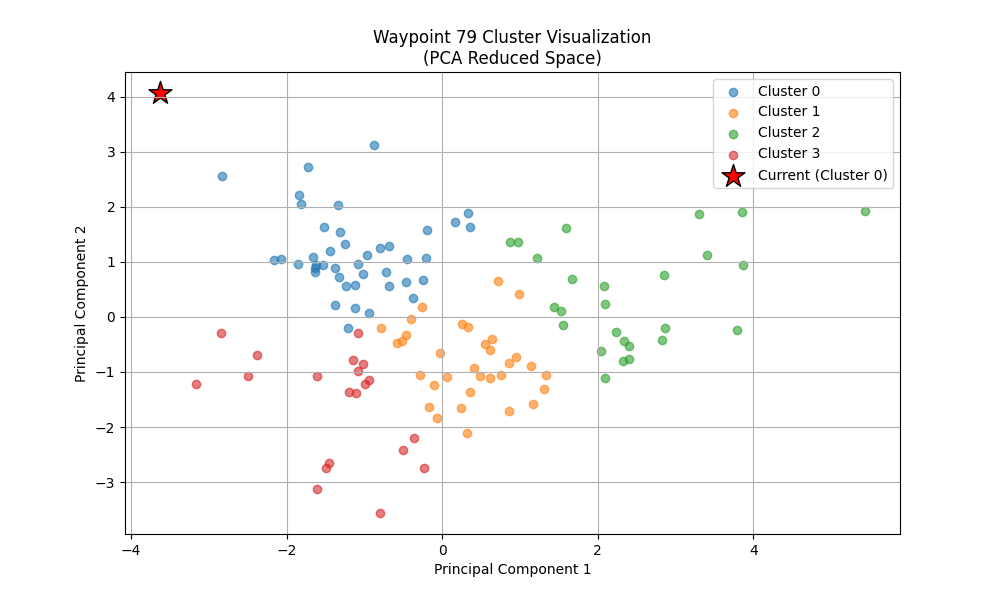 Waypoint 79 Cluster Visualization
(PCA Reduced Space)
Cluster 0
Cluster 1
Cluster 2
Cluster 3
Current (Cluster 0)
Principal Component 2
4
3
2
1
0
−1
−2
−3
−4
−2
0
2
4
Principal Component 1